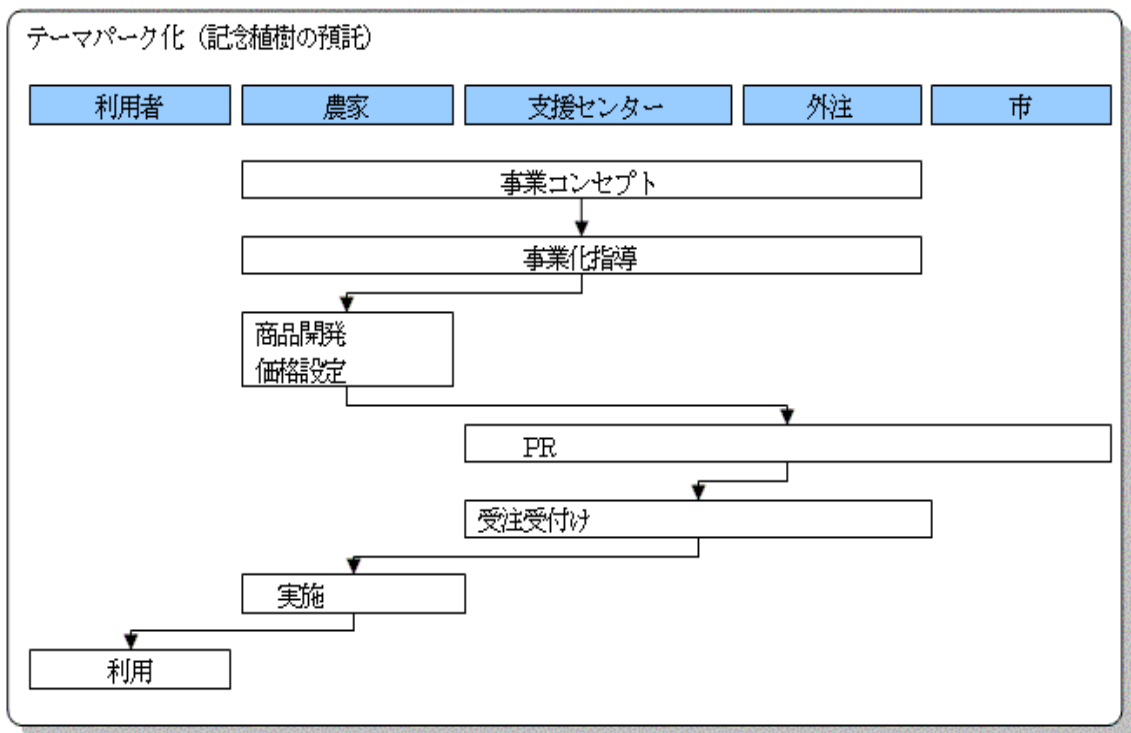 テーマパーク化（記念植樹の預託）
利用者
農家
支援センター
外注
市
事業コンセプト
事業化指導
商品開発
価格設定
PR
受注受付け
実施
利用